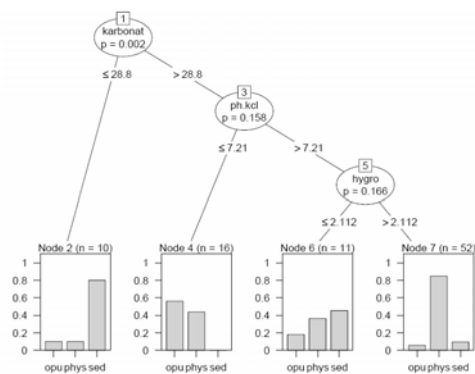 1
karbonat
p = 0.002
≤ 28.8
> 28.8
3
ph.kcl
p = 0.158
≤ 7.21
> 7.21
5
hygro
p = 0.166
≤ 2.112
> 2.112
Node 2 (n = 10)
1
0.8
0.6
0.4
0.2
0
opu phys sed
Node 4 (n = 16)
1
0.8
0.6
0.4
0.2
0
opu phys sed
Node 6 (n = 11)
1
0.8
0.6
0.4
0.2
0
opu phys sed
Node 7 (n = 52)
1
0.8
0.6
0.4
0.2
0
opu phys sed